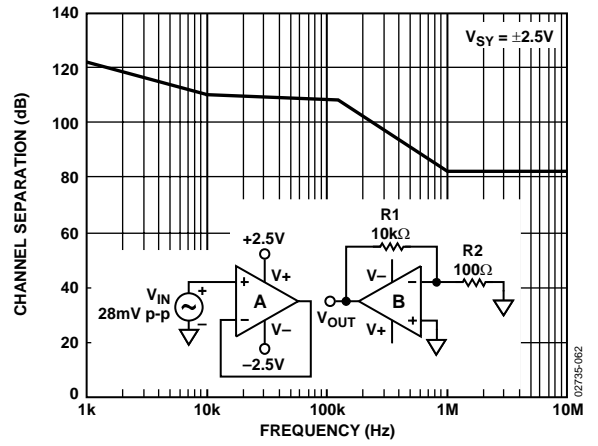 140
120
100
80
60
40
20
0
CHANNEL SEPARATION (dB)
V_SY = ±2.5V
R1
10kΩ
R2
100Ω
+2.5V
V+
V–
V_IN
28mV p-p
+
–
+
–
A
V–
–2.5V
V_OUT
V+
B
–
+
1k
10k
100k
1M
10M
FREQUENCY (Hz)
02735-062